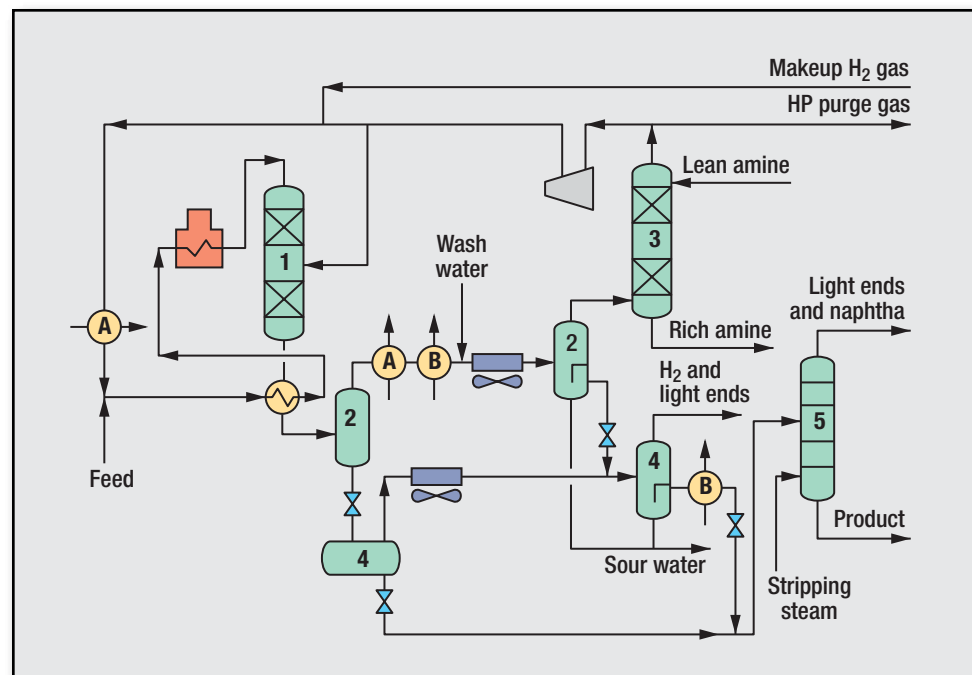 Makeup H₂ gas
HP purge gas
Lean amine
3
1
Wash
water
Light ends
and naphtha
A
2
Rich amine
A
B
H₂ and
light ends
2
5
4
B
Feed
Product
4
Sour water
Stripping
steam